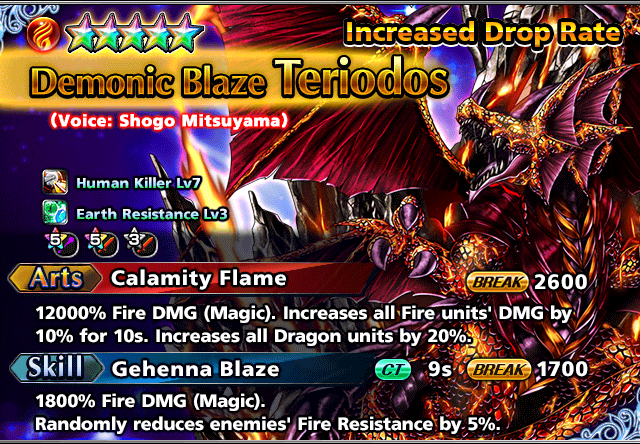 Increased Drop Rate
Demonic Blaze Teriodos
(Voice: Shogo Mitsuyama)
Human Killer Lv7
Earth Resistance Lv3
5 5 3
Arts Calamity Flame BREAK 2600
12000% Fire DMG (Magic). Increases all Fire units' DMG by
10% for 10s. Increases all Dragon units by 20%.
Skill Gehenna Blaze CT 9s BREAK 1700
1800% Fire DMG (Magic).
Randomly reduces enemies' Fire Resistance by 5%.